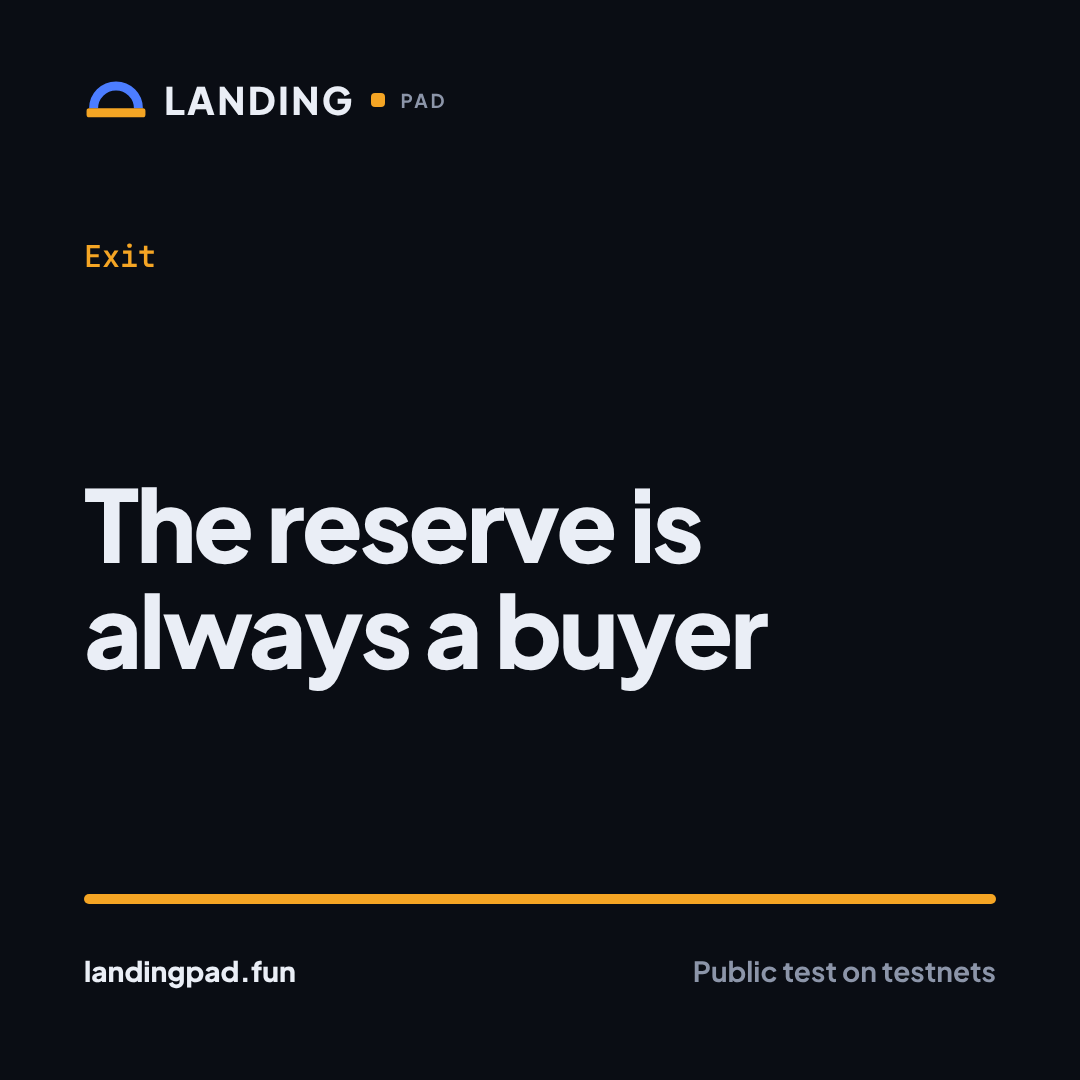 LANDING PAD
Exit
The reserve is
always a buyer
landingpad.fun
Public test on testnets